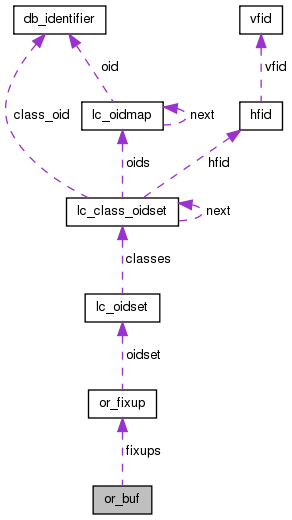 db_identifier
vfid
oid
vfid
class_oid
lc_oidmap
next
hfid
oids
hfid
lc_class_oidset
next
classes
lc_oidset
oidset
or_fixup
fixups
or_buf